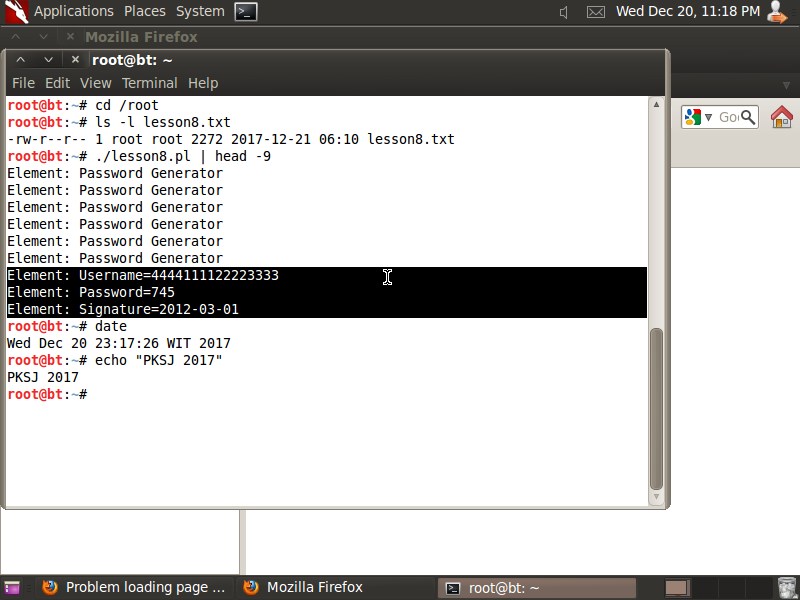 Applications Places System
Wed Dec 20, 11:18 PM
Mozilla Firefox
root@bt: ~
File Edit View Terminal Help
root@bt:~# cd /root
root@bt:~# ls -l lesson8.txt
-rw-r--r-- 1 root root 2272 2017-12-21 06:10 lesson8.txt
root@bt:~# ./lesson8.pl | head -9
Element: Password Generator
Element: Password Generator
Element: Password Generator
Element: Password Generator
Element: Password Generator
Element: Password Generator
Element: Username=4444111122223333
Element: Password=745
Element: Signature=2012-03-01
root@bt:~# date
Wed Dec 20 23:17:26 WIT 2017
root@bt:~# echo "PKSJ 2017"
PKSJ 2017
root@bt:~#
Problem loading page ...
Mozilla Firefox
root@bt: ~